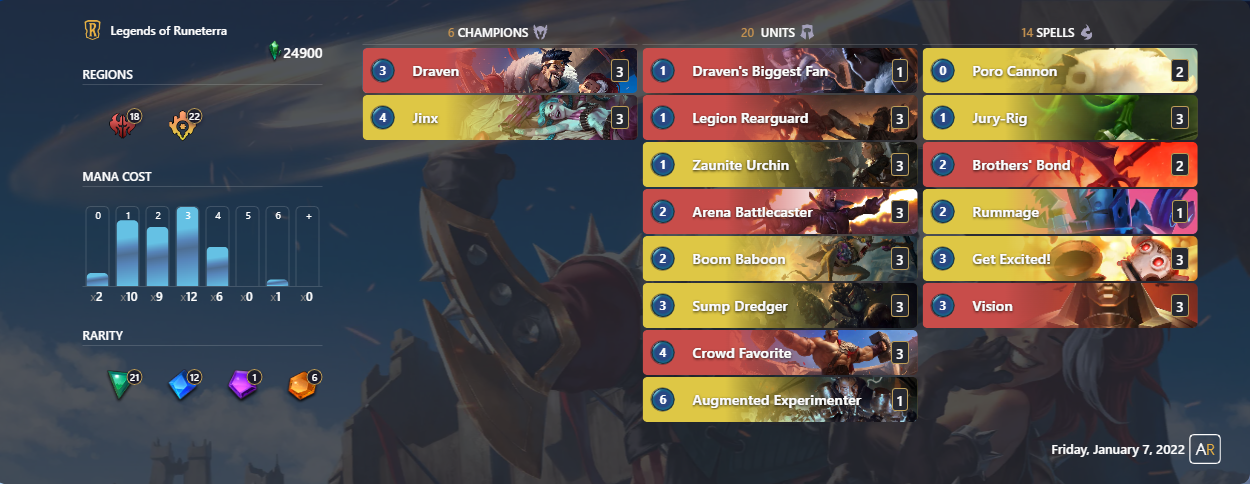 Legends of Runeterra
24900
REGIONS
18 22
MANA COST
0 1 2 3 4 5 6 +
x2 x10 x9 x12 x6 x0 x1 x0
RARITY
21 12 1 6
6 CHAMPIONS
3 Draven 3
4 Jinx 3
20 UNITS
1 Draven's Biggest Fan 1
1 Legion Rearguard 3
1 Zaunite Urchin 3
2 Arena Battlecaster 3
2 Boom Baboon 3
3 Sump Dredger 3
4 Crowd Favorite 3
6 Augmented Experimenter 1
14 SPELLS
0 Poro Cannon 2
1 Jury-Rig 3
2 Brothers' Bond 2
2 Rummage 1
3 Get Excited! 3
3 Vision 3
Friday, January 7, 2022 AR